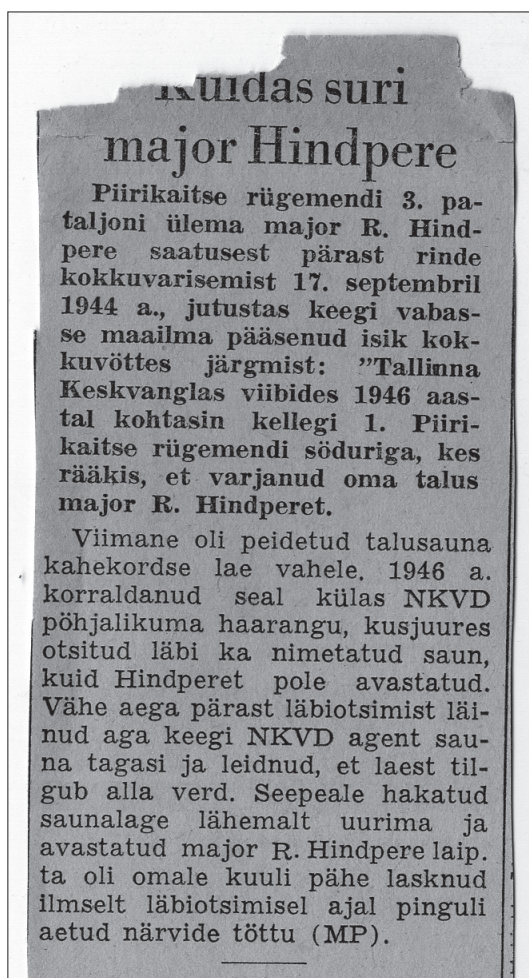 Kuidas suri
major Hindpere
Piirikaitse rügemendi 3. pa-
taljoni ülema major R. Hind-
pere saatusest pärast rinde
kokkuvarisemist 17. septembril
1944 a., jutustas keegi vabas-
se maailma pääsenud isik kok-
kuvöttes järgmist: ”Tallinna
Keskvanglas viibides 1946 aas-
tal kohtasin kellegi 1. Piiri-
kaitse rügemendi söduriga, kes
rääkis, et varjanud oma talus
major R. Hindperet.
Viimane oli peidetud talusauna
kahekordse lae vahele. 1946 a.
korraldanud seal külas NKVD
pöhjalikuma haarangu, kusjuures
otsitud läbi ka nimetatud saun,
kuid Hindperet pole avastatud.
Vähe aega pärast läbiotsimist läi-
nud aga keegi NKVD agent sau-
na tagasi ja leidnud, et laest til-
gub alla verd. Seepeale hakatud
saunalage lähemalt uurima ja
avastatud major R. Hindpere laip.
ta oli omale kuuli pähe lasknud
ilmselt läbiotsimisel ajal pinguli
aetud närvide töttu (MP).